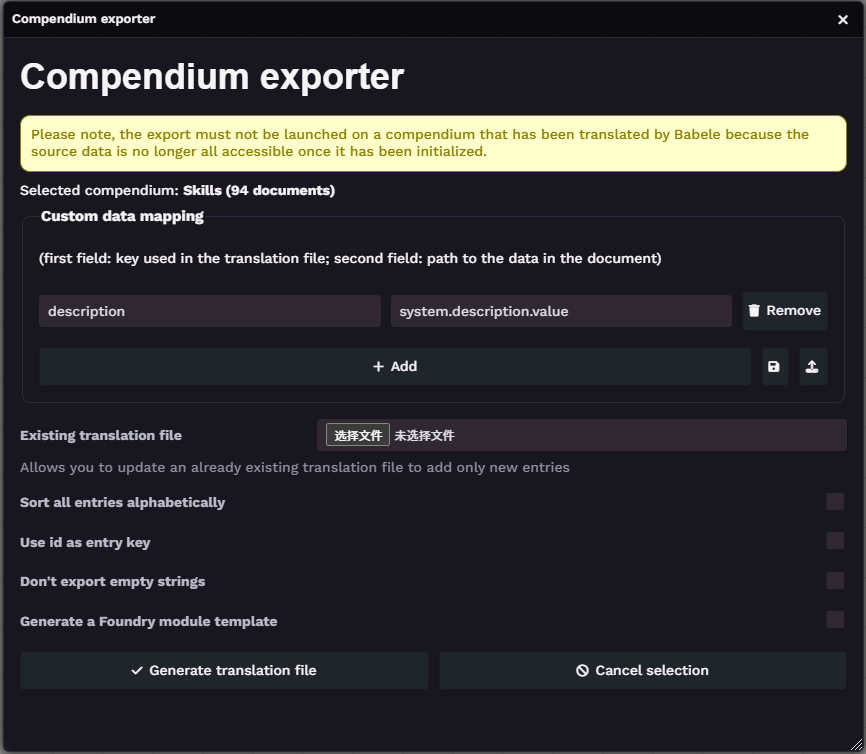 Compendium exporter
Compendium exporter
Please note, the export must not be launched on a compendium that has been translated by Babele because the
source data is no longer all accessible once it has been initialized.
Selected compendium: Skills (94 documents)
Custom data mapping
(first field: key used in the translation file; second field: path to the data in the document)
description system.description.value Remove
+ Add
Existing translation file 选择文件 未选择文件
Allows you to update an already existing translation file to add only new entries
Sort all entries alphabetically
Use id as entry key
Don't export empty strings
Generate a Foundry module template
Generate translation file Cancel selection